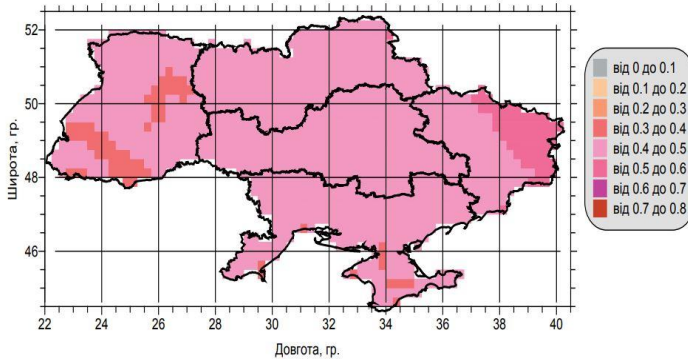 52
50
48
46
22 24 26 28 30 32 34 36 38 40
Широта, гр.
Довгота, гр.
від 0 до 0.1
від 0.1 до 0.2
від 0.2 до 0.3
від 0.3 до 0.4
від 0.4 до 0.5
від 0.5 до 0.6
від 0.6 до 0.7
від 0.7 до 0.8